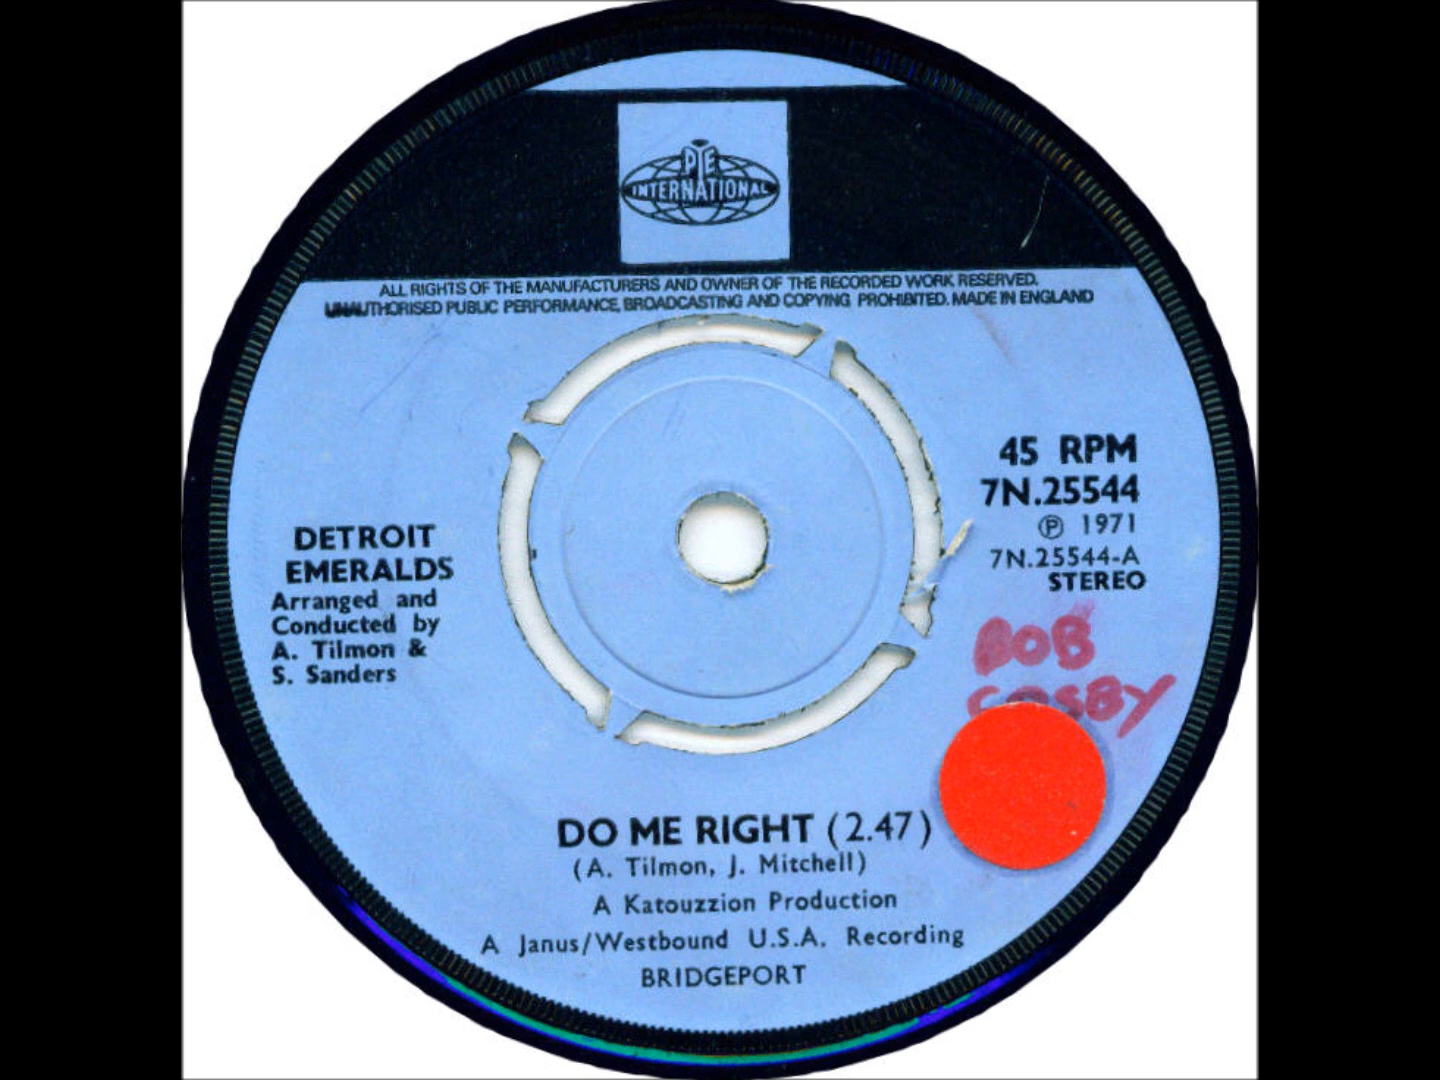 PYE
INTERNATIONAL
ALL RIGHTS OF THE MANUFACTURERS AND OWNER OF THE RECORDED WORK RESERVED.
UNAUTHORISED PUBLIC PERFORMANCE, BROADCASTING AND COPYING PROHIBITED. MADE IN ENGLAND
45 RPM
7N.25544
℗ 1971
7N.25544-A
STEREO
DETROIT
EMERALDS
Arranged and
Conducted by
A. Tilmon &
S. Sanders
BOB
COSBY
DO ME RIGHT (2.47)
(A. Tilmon, J. Mitchell)
A Katouzzion Production
A Janus/Westbound U.S.A. Recording
BRIDGEPORT